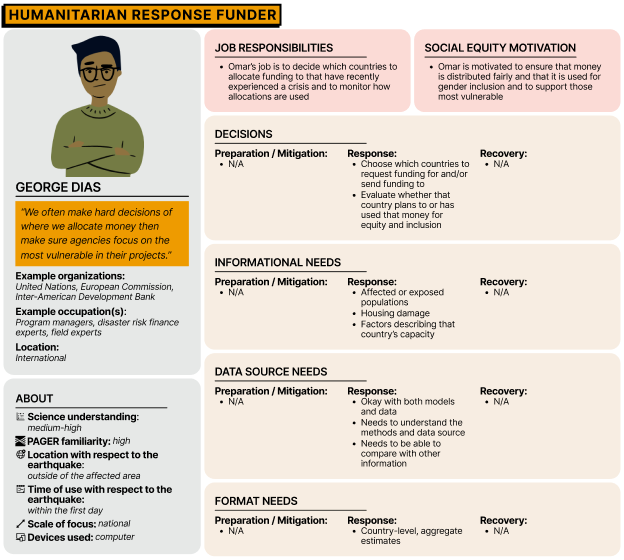 HUMANITARIAN RESPONSE FUNDER
GEORGE DIAS
"We often make hard decisions of
where we allocate money then
make sure agencies focus on the
most vulnerable in their projects."
Example organizations:
United Nations, European Commission,
Inter-American Development Bank
Example occupation(s):
Program managers, disaster risk finance
experts, field experts
Location:
International
ABOUT
Science understanding:
medium-high
PAGER familiarity: high
Location with respect to the
earthquake:
outside of the affected area
Time of use with respect to the
earthquake:
within the first day
Scale of focus: national
Devices used: computer
JOB RESPONSIBILITIES
• Omar's job is to decide which countries to
allocate funding to that have recently
experienced a crisis and to monitor how
allocations are used
SOCIAL EQUITY MOTIVATION
• Omar is motivated to ensure that money
is distributed fairly and that it is used for
gender inclusion and to support those
most vulnerable
DECISIONS
Preparation / Mitigation:
• N/A
Response:
• Choose which countries to
request funding for and/or
send funding to
• Evaluate whether that
country plans to or has
used that money for
equity and inclusion
Recovery:
• N/A
INFORMATIONAL NEEDS
Preparation / Mitigation:
• N/A
Response:
• Affected or exposed
populations
• Housing damage
• Factors describing that
country's capacity
Recovery:
• N/A
DATA SOURCE NEEDS
Preparation / Mitigation:
• N/A
Response:
• Okay with both models
and data
• Needs to understand the
methods and data source
• Needs to be able to
compare with other
information
Recovery:
• N/A
FORMAT NEEDS
Preparation / Mitigation:
• N/A
Response:
• Country-level, aggregate
estimates
Recovery:
• N/A